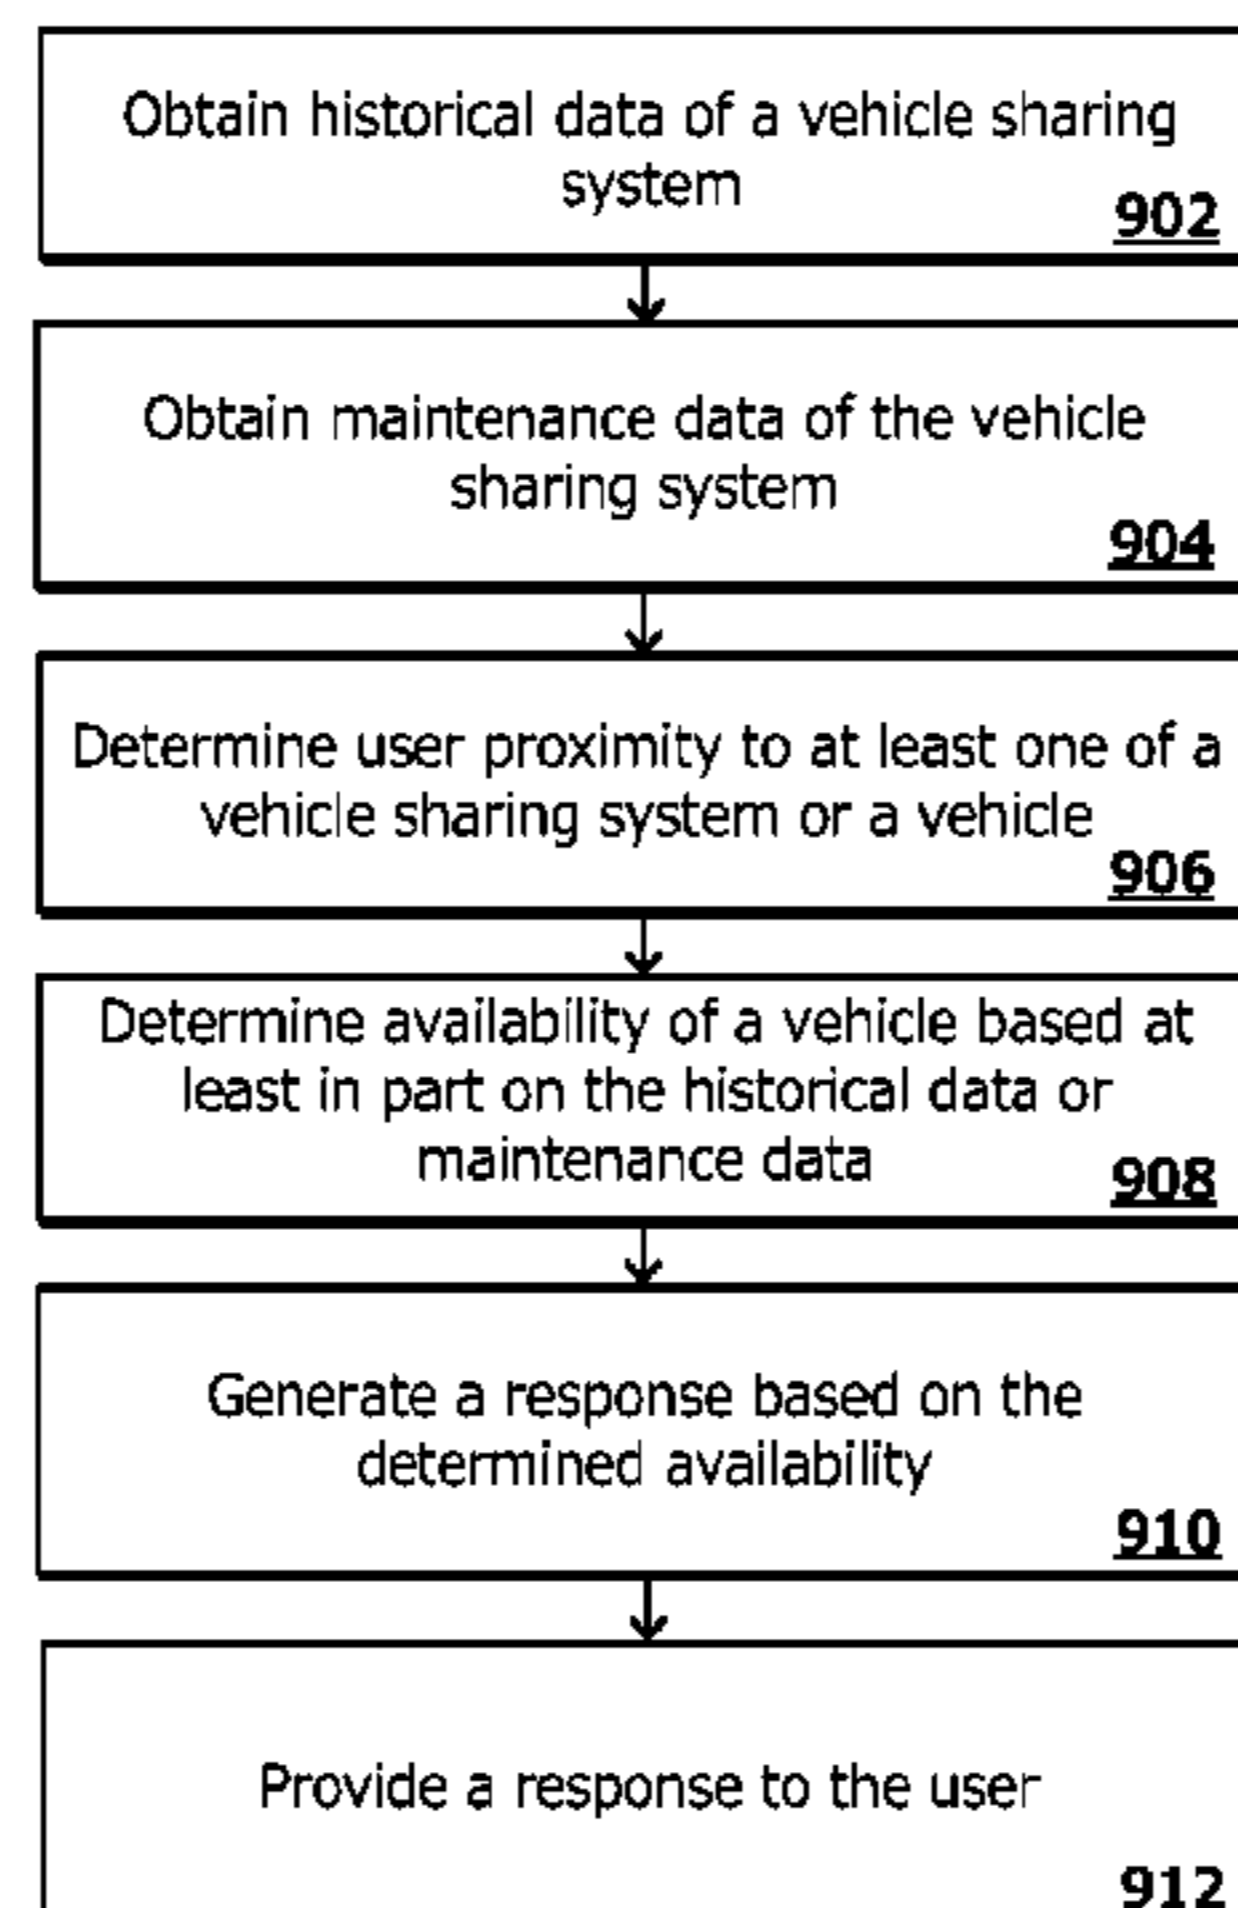 Obtain historical data of a vehicle sharing
system
902
Obtain maintenance data of the vehicle
sharing system
904
Determine user proximity to at least one of a
vehicle sharing system or a vehicle
906
Determine availability of a vehicle based at
least in part on the historical data or
maintenance data
908
Generate a response based on the
determined availability
910
Provide a response to the user
912